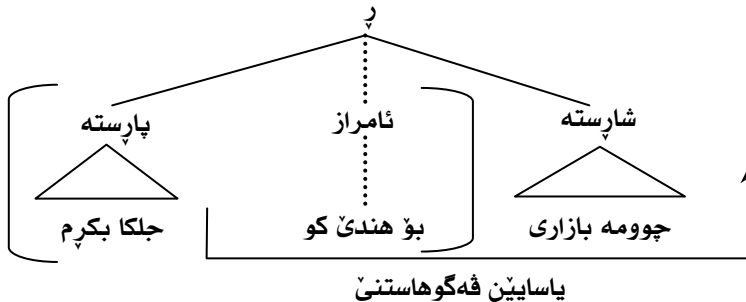 ڕ
شاڕسته ئامراز پاڕسته
چوومه بازاری بۆ هندێ کو جلکا بکڕم
یاسایێن ڤەگوهاستنێ